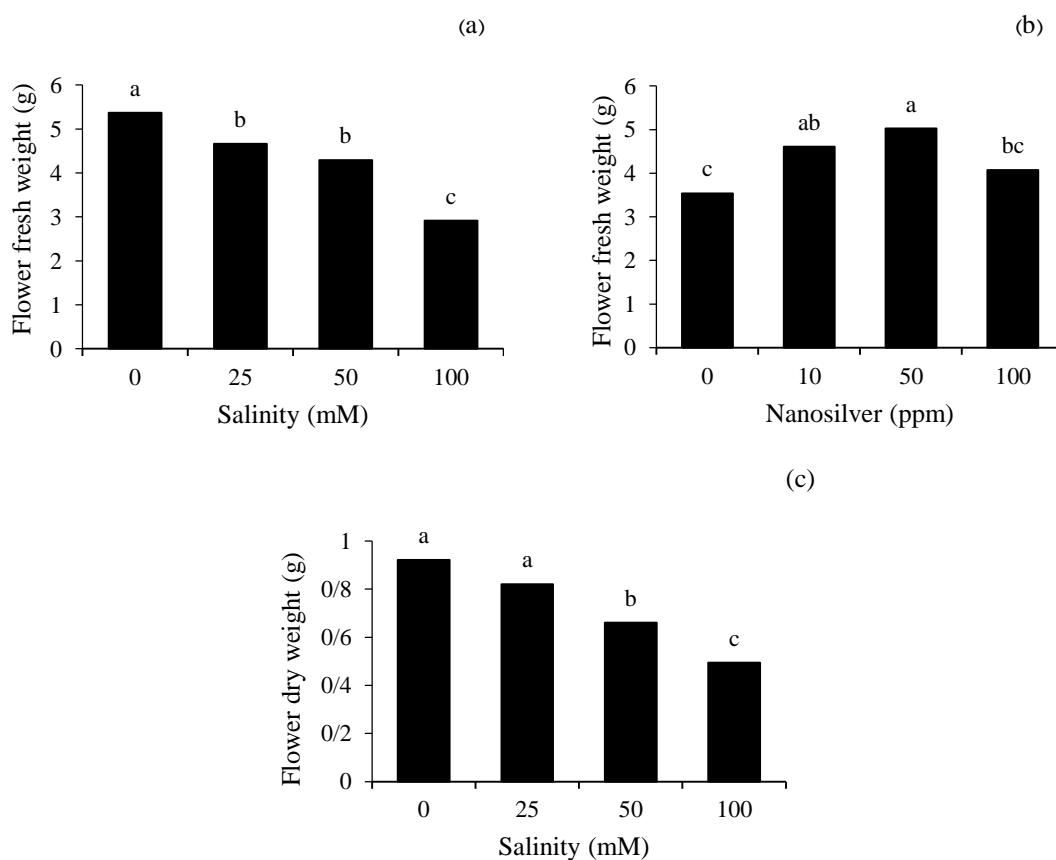 (a)
6
5
4
3
2
1
0
Flower fresh weight (g)
a
b
b
c
0 25 50 100
Salinity (mM)
(b)
6
5
4
3
2
1
0
Flower fresh weight (g)
c
ab
a
bc
0 10 50 100
Nanosilver (ppm)
(c)
1
0/8
0/6
0/4
0/2
0
Flower dry weight (g)
a
a
b
c
0 25 50 100
Salinity (mM)